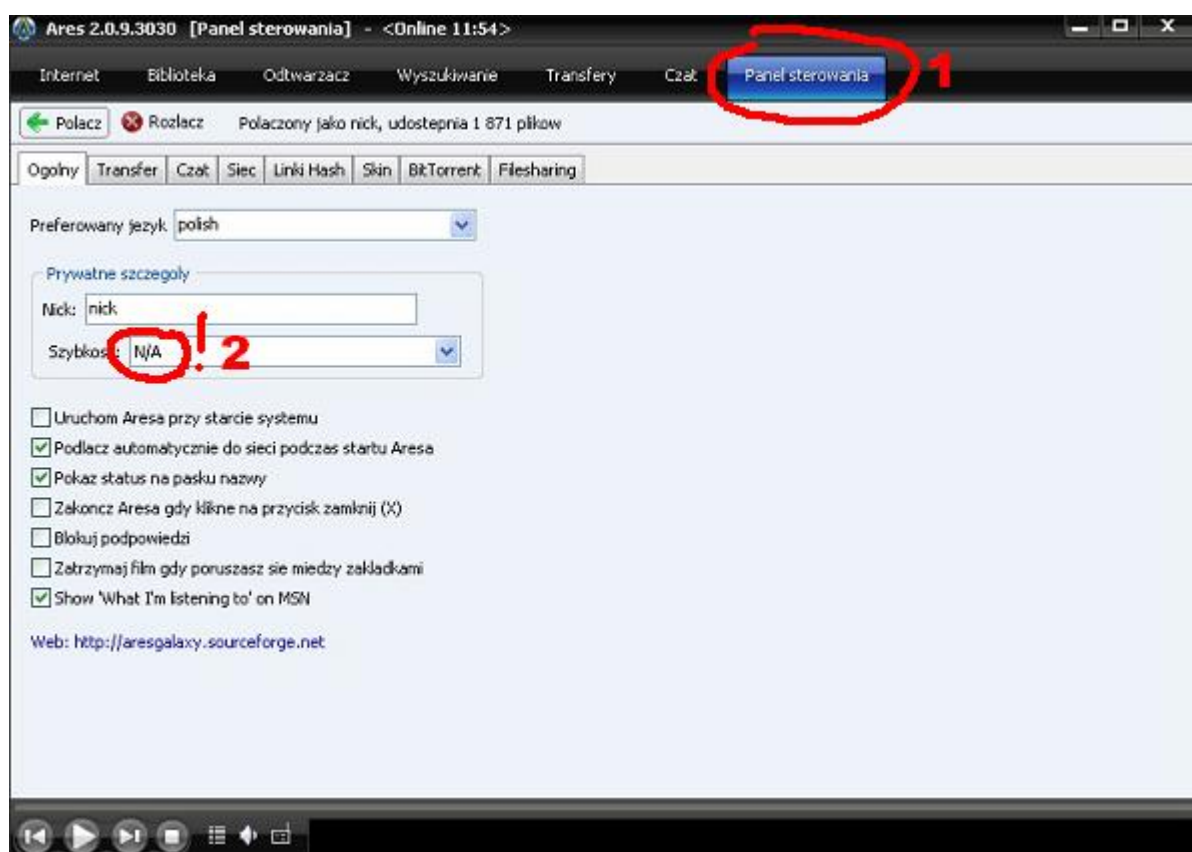 Ares 2.0.9.3030 [Panel sterowania] - <Online 11:54>
Internet Biblioteka Odtwarzacz Wyszukiwanie Transfery Czat Panel sterowania 1
Polacz Rozlacz Polaczony jako nick, udostepnia 1 871 plikow
Ogolny Transfer Czat Siec Linki Hash Skin BitTorrent Filesharing
Preferowany jezyk polish
Prywatne szczegoly
Nick: nick
Szybkosc: N/A ! 2
Uruchom Aresa przy starcie systemu
Podlacz automatycznie do sieci podczas startu Aresa
Pokaz status na pasku nazwy
Zakoncz Aresa gdy klikne na przycisk zamknij (X)
Blokuj podpowiedzi
Zatrzymaj film gdy poruszasz sie miedzy zakladkami
Show 'What I'm listening to' on MSN
Web: http://aresgalaxy.sourceforge.net